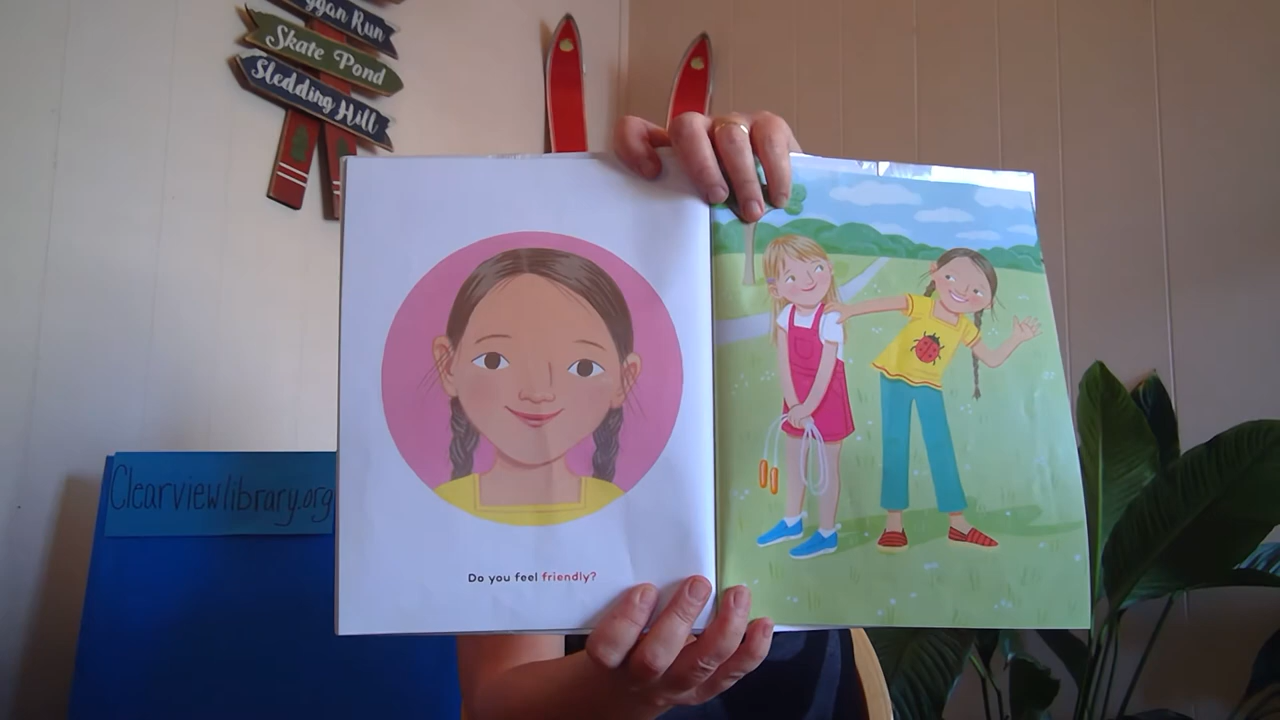 Run
Skate Pond
Sledding Hill
Clearviewlibrary.org
Do you feel friendly?